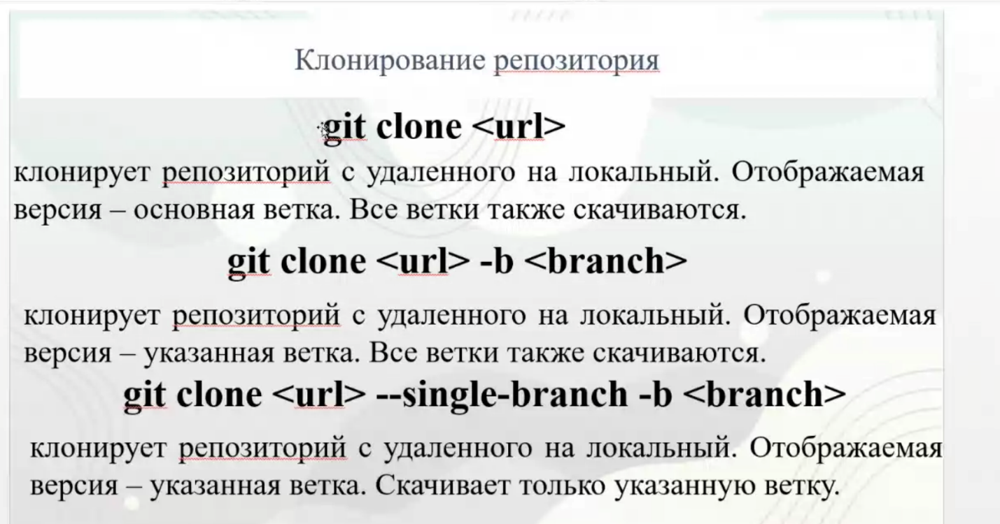 Клонирование репозитория
git clone <url>
клонирует репозиторий с удаленного на локальный. Отображаемая
версия – основная ветка. Все ветки также скачиваются.
git clone <url> -b <branch>
клонирует репозиторий с удаленного на локальный. Отображаемая
версия – указанная ветка. Все ветки также скачиваются.
git clone <url> --single-branch -b <branch>
клонирует репозиторий с удаленного на локальный. Отображаемая
версия – указанная ветка. Скачивает только указанную ветку.